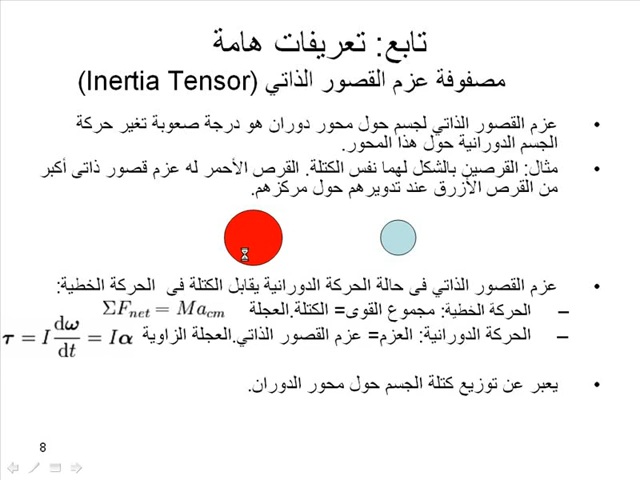 تابع: تعريفات هامة
مصفوفة عزم القصور الذاتي (Inertia Tensor)
• عزم القصور الذاتي لجسم حول محور دوران هو درجة صعوبة تغير حركة
الجسم الدورانية حول هذا المحور.
• مثال: القرصين بالشكل لهما نفس الكتلة. القرص الأحمر له عزم قصور ذاتى أكبر
من القرص الأزرق عند تدويرهم حول مركزهم.
• عزم القصور الذاتي فى حالة الحركة الدورانية يقابل الكتلة فى الحركة الخطية:
– الحركة الخطية: مجموع القوى= الكتلة.العجلة ΣF_net = Ma_cm
– الحركة الدورانية: العزم= عزم القصور الذاتي.العجلة الزاوية τ = I dω/dt = Iα
• يعبر عن توزيع كتلة الجسم حول محور الدوران.
8